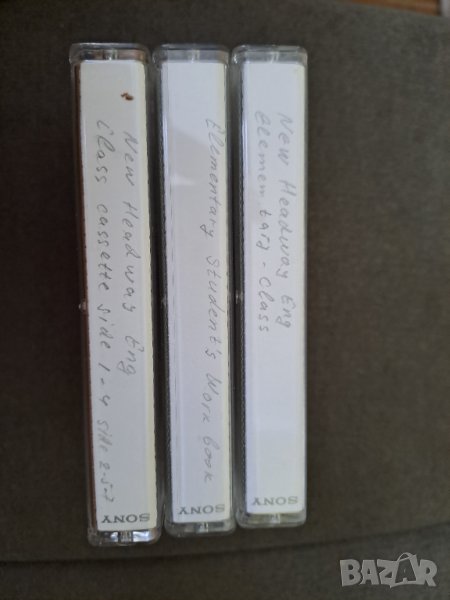 New Headway Eng
Class cassette side 1-4 side 2.5-7
SONY
Elementary Student's Work book
SONY
New Headway Eng
Elementary - Class
SONY
BAZAR